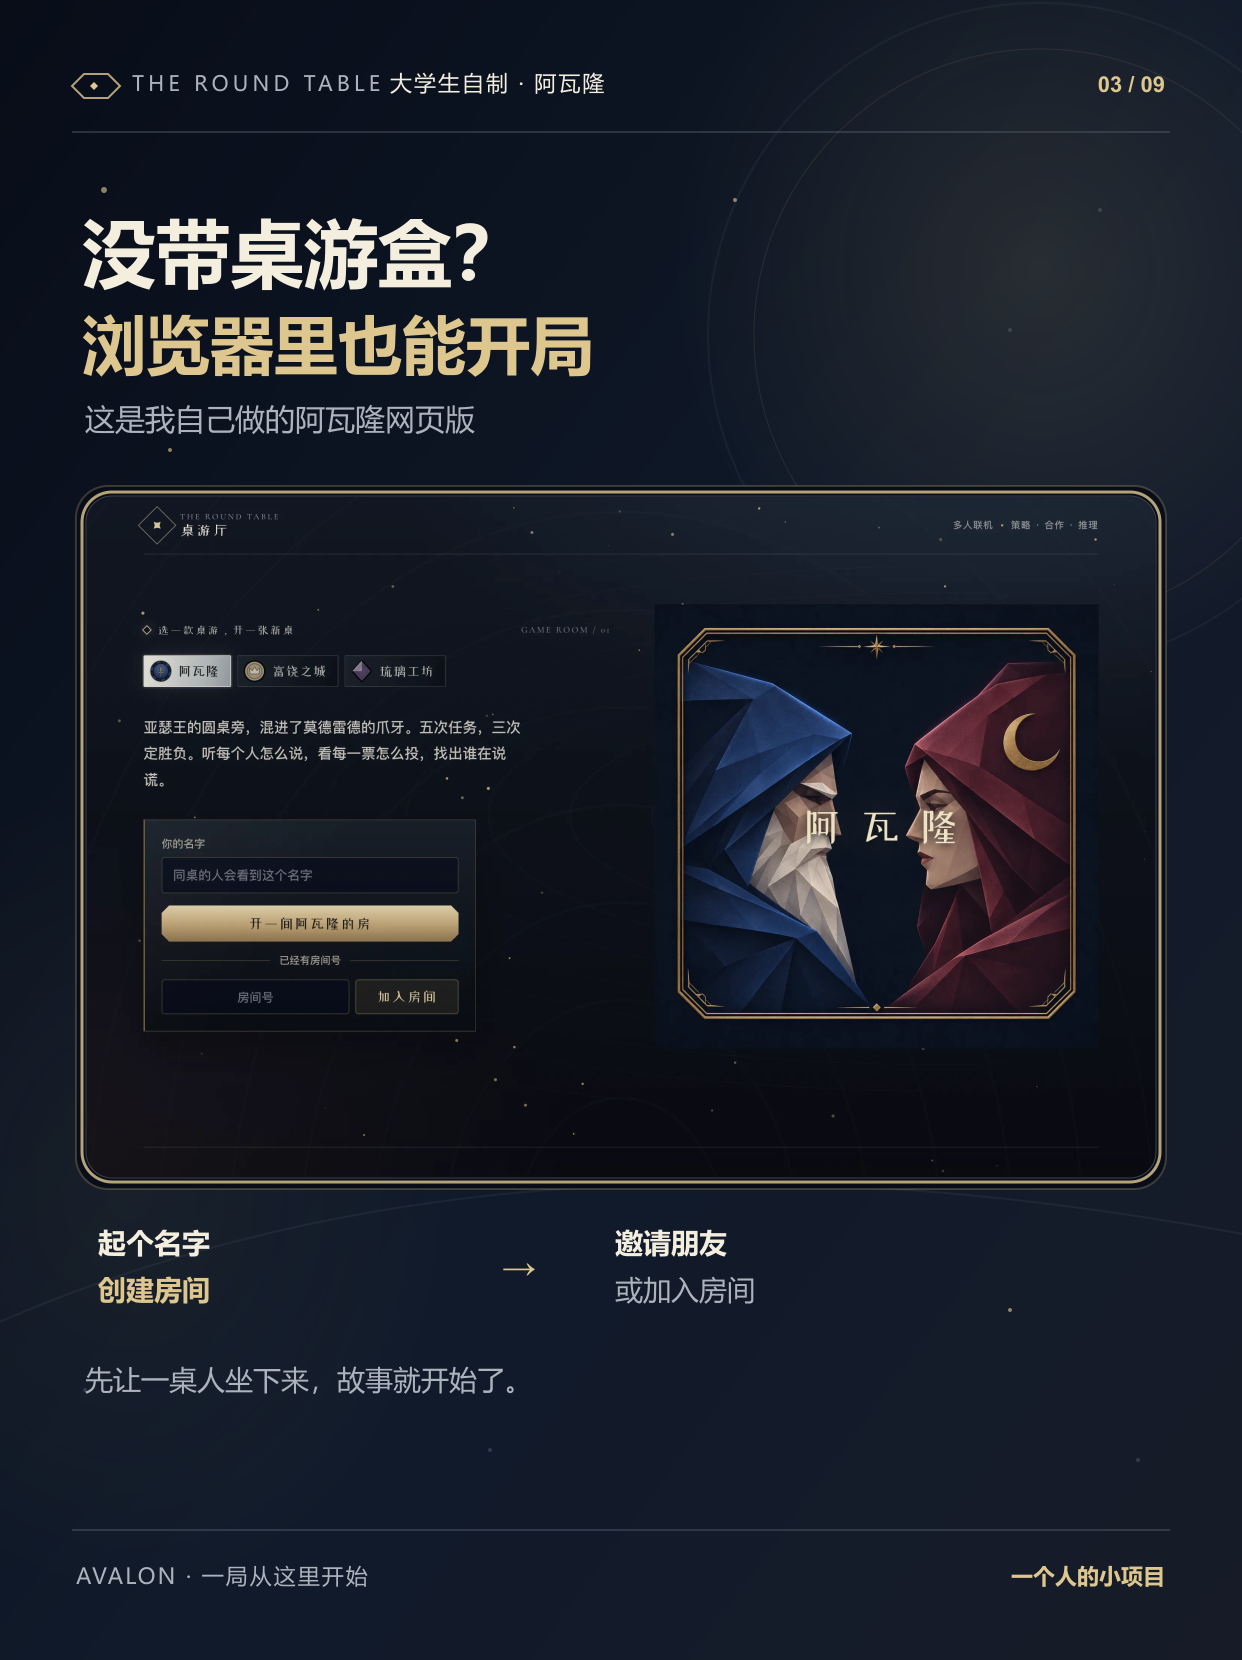 THE ROUND TABLE 大学生自制 · 阿瓦隆
03 / 09
没带桌游盒?
浏览器里也能开局
这是我自己做的阿瓦隆网页版
THE ROUND TABLE
桌游厅
多人联机 · 策略 · 合作 · 推理
选一款桌游，开一张新桌
GAME ROOM / 01
阿瓦隆
富饶之城
琉璃工坊
亚瑟王的圆桌旁，混进了莫德雷德的爪牙。五次任务，三次
定胜负。听每个人怎么说，看每一票怎么投，找出谁在说
谎。
阿瓦隆
你的名字
同桌的人会看到这个名字
开一间阿瓦隆的房
已经有房间号
房间号
加入房间
起个名字
创建房间
→
邀请朋友
或加入房间
先让一桌人坐下来，故事就开始了。
AVALON · 一局从这里开始
一个人的小项目